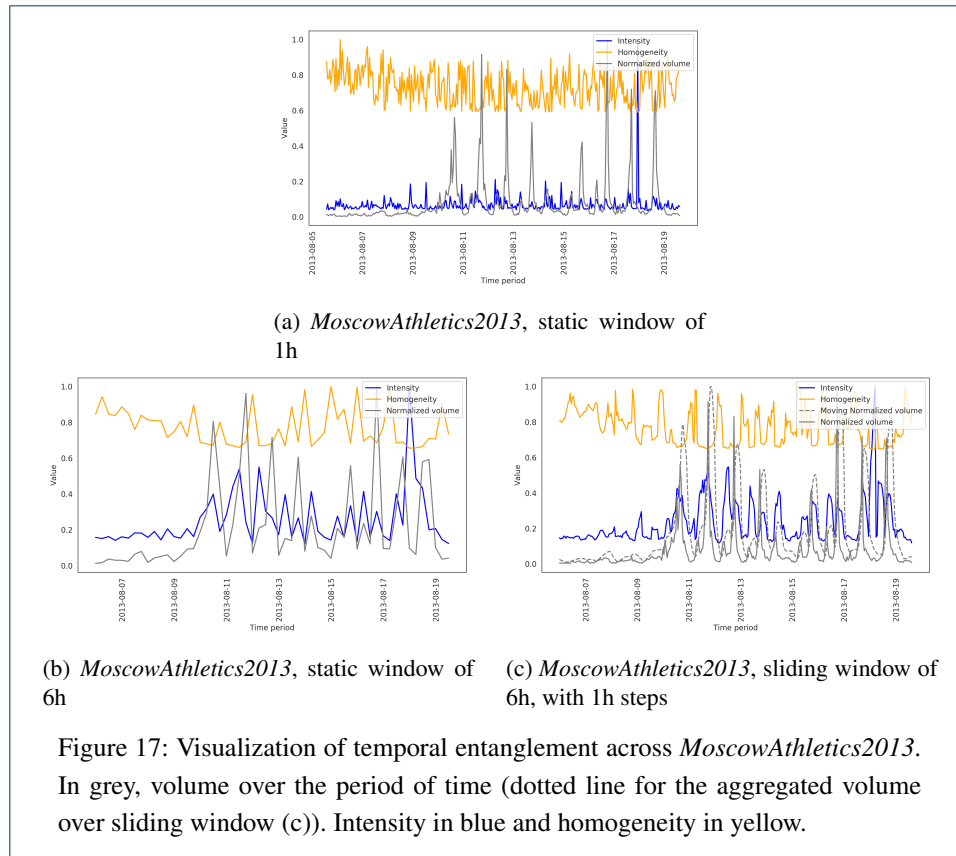 Intensity
Homogeneity
Normalized volume
1.0
0.8
0.6
0.4
0.2
0.0
Value
2013-08-05
2013-08-07
2013-08-09
2013-08-11
2013-08-13
2013-08-15
2013-08-17
2013-08-19
Time period
(a) MoscowAthletics2013, static window of
1h
Intensity
Homogeneity
Normalized volume
1.0
0.8
0.6
0.4
0.2
0.0
Value
2013-08-07
2013-08-09
2013-08-11
2013-08-13
2013-08-15
2013-08-17
2013-08-19
Time period
(b) MoscowAthletics2013, static window of
6h
Intensity
Homogeneity
Moving Normalized volume
Normalized volume
1.0
0.8
0.6
0.4
0.2
0.0
Value
2013-08-07
2013-08-09
2013-08-11
2013-08-13
2013-08-15
2013-08-17
2013-08-19
Time period
(c) MoscowAthletics2013, sliding window of
6h, with 1h steps
Figure 17: Visualization of temporal entanglement across MoscowAthletics2013.
In grey, volume over the period of time (dotted line for the aggregated volume
over sliding window (c)). Intensity in blue and homogeneity in yellow.